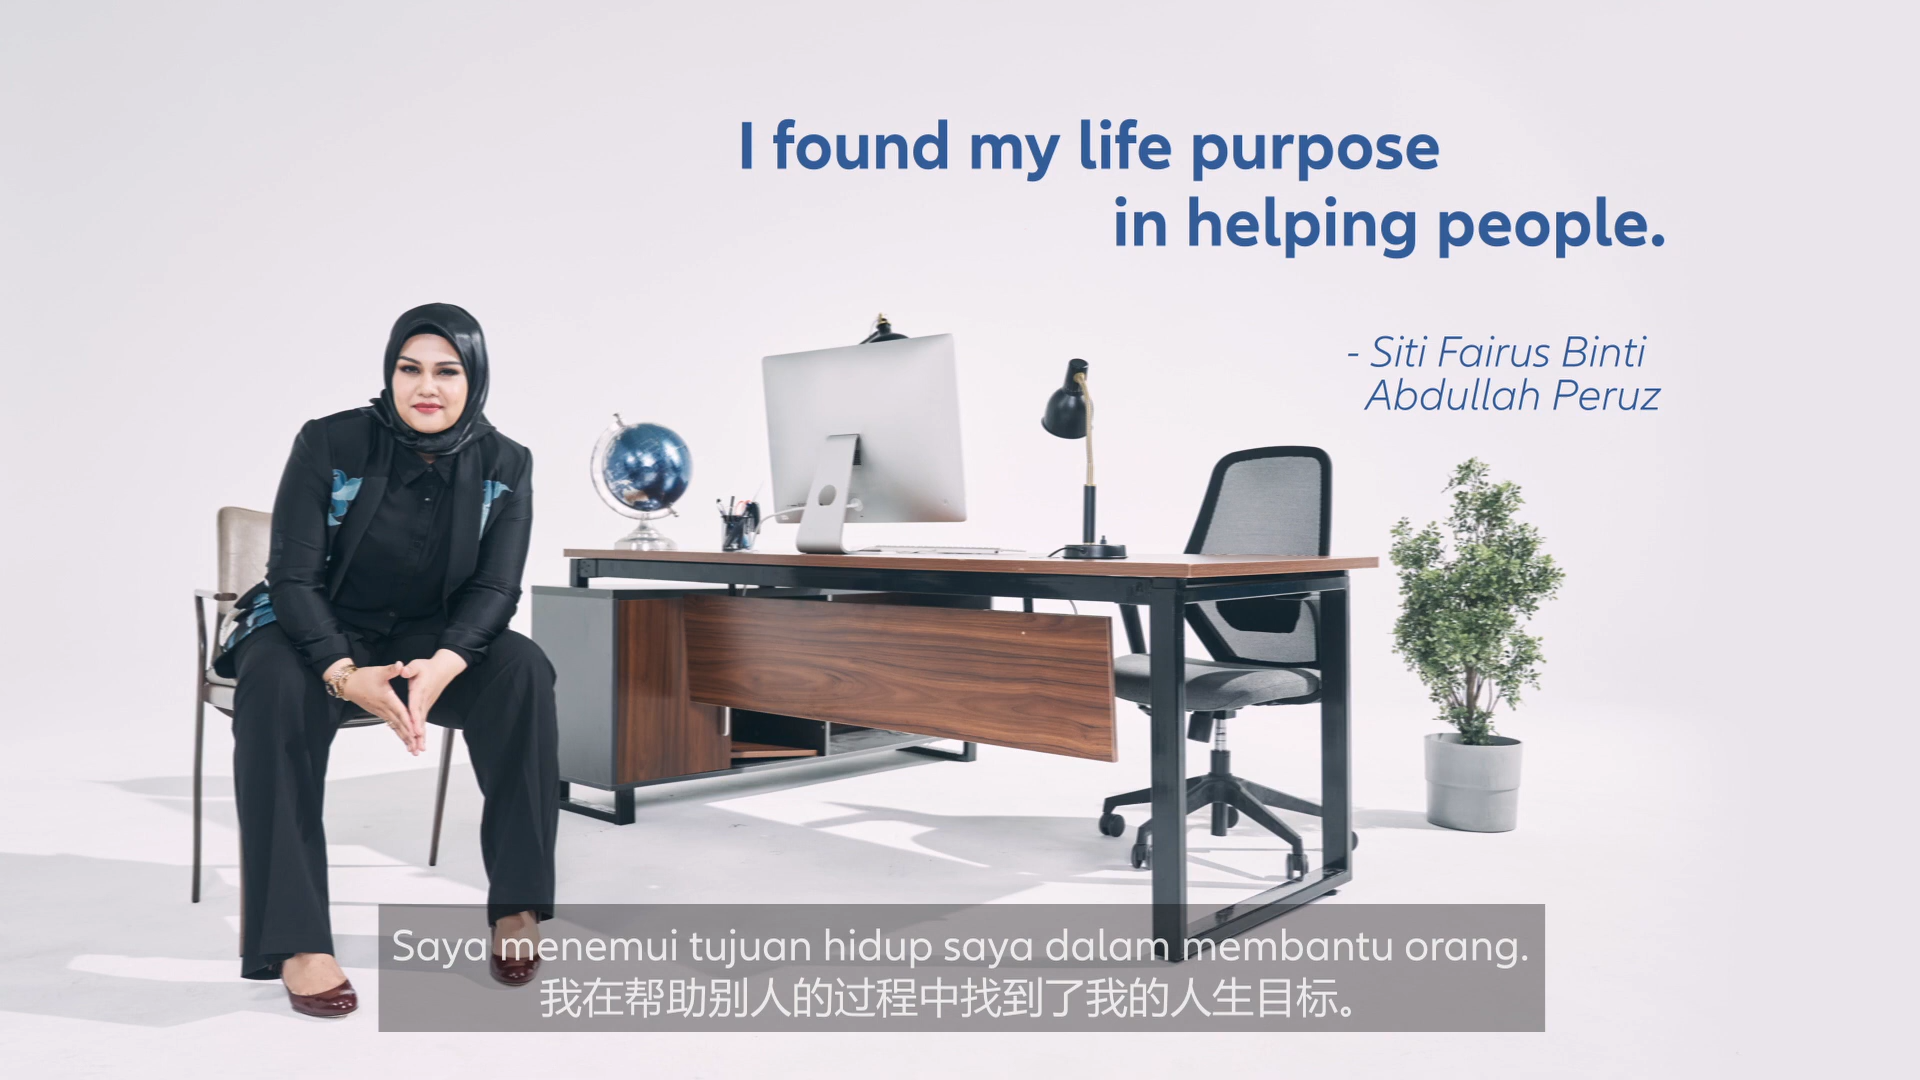 I found my life purpose
in helping people.
- Siti Fairus Binti
Abdullah Peruz
Saya menemui tujuan hidup saya dalam membantu orang.
我在帮助别人的过程中找到了我的人生目标。